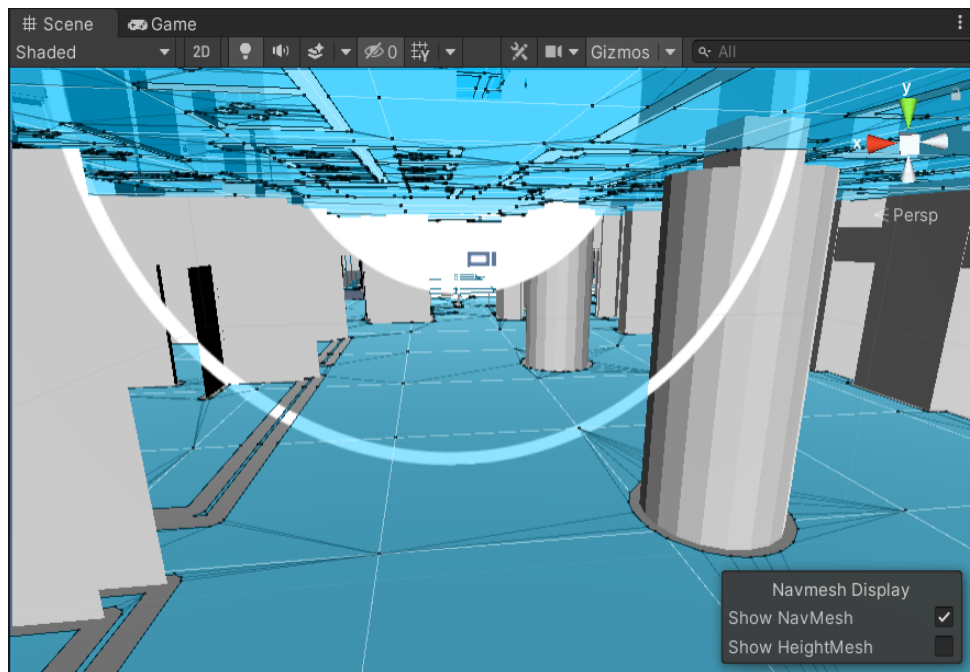 Scene Game
Shaded 2D 0 Gizmos All
y
x
Persp
Navmesh Display
Show NavMesh
Show HeightMesh